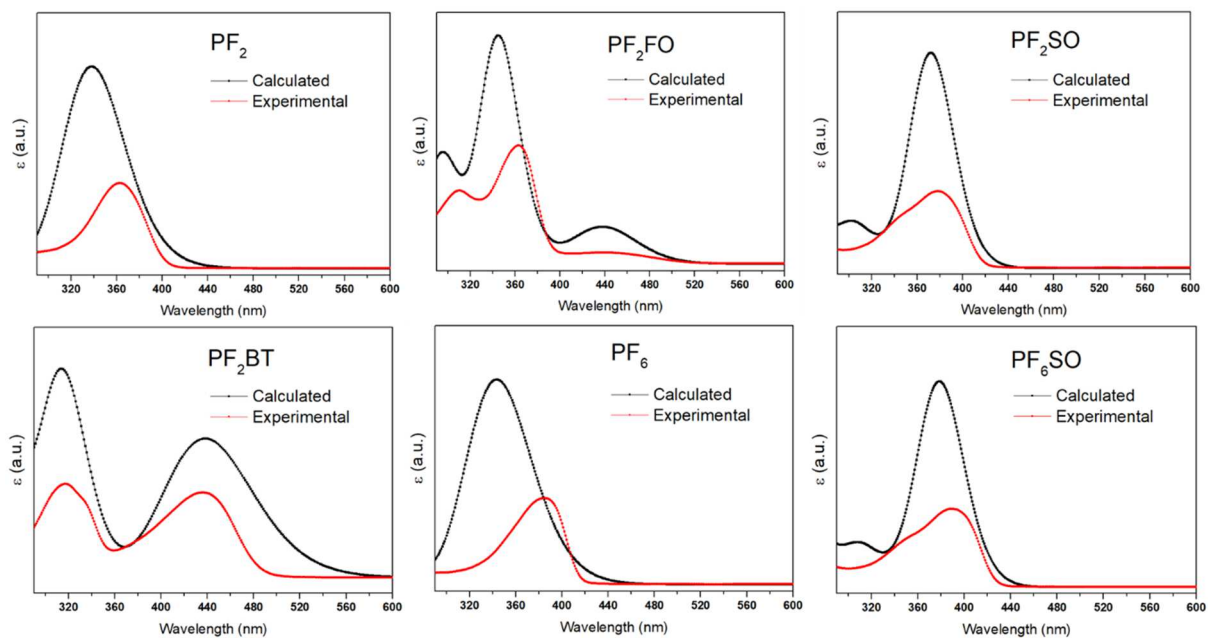 PF₂
Calculated
Experimental
ε (a.u.)
320 360 400 440 480 520 560 600
Wavelength (nm)
PF₂FO
Calculated
Experimental
ε (a.u.)
320 360 400 440 480 520 560 600
Wavelength (nm)
PF₂SO
Calculated
Experimental
ε (a.u.)
320 360 400 440 480 520 560 600
Wavelength (nm)
PF₂BT
Calculated
Experimental
ε (a.u.)
320 360 400 440 480 520 560 600
Wavelength (nm)
PF₆
Calculated
Experimental
ε (a.u.)
320 360 400 440 480 520 560 600
Wavelength (nm)
PF₆SO
Calculated
Experimental
ε (a.u.)
320 360 400 440 480 520 560 600
Wavelength (nm)